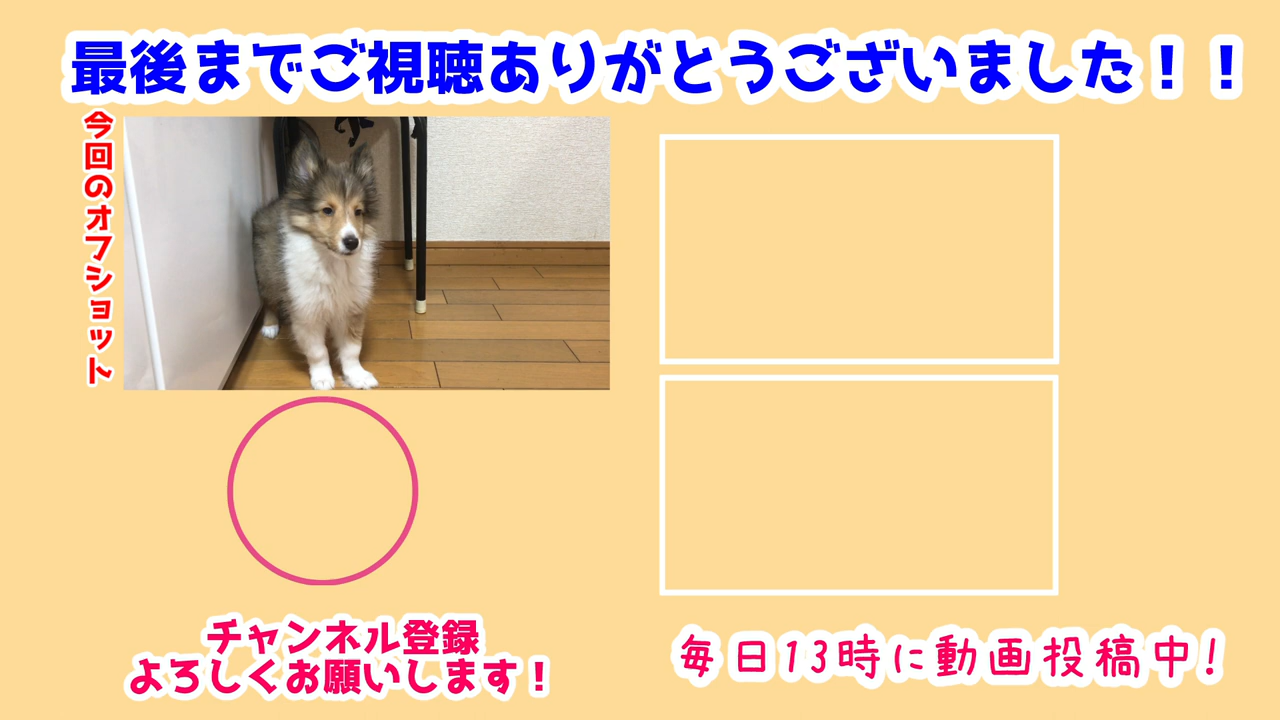 最後までご視聴ありがとうございました！！
今回のオフショット
チャンネル登録
よろしくお願いします！
毎日13時に動画投稿中！